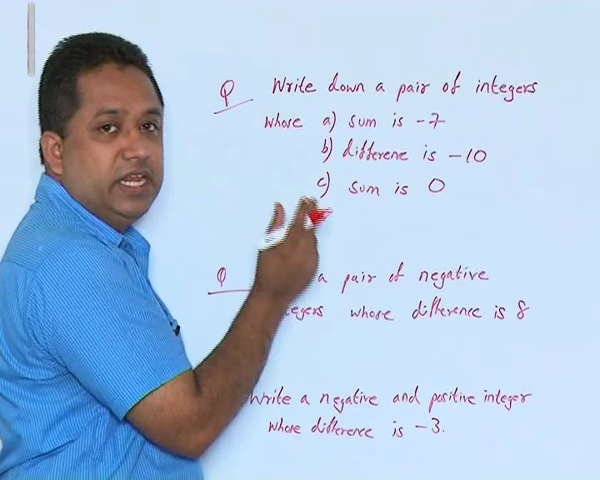 Q Write down a pair of integers
whose a) sum is -7
b) difference is -10
c) sum is 0
Q a pair of negative
whose difference is 8
Write a negative and positive integer
whose difference is -3.